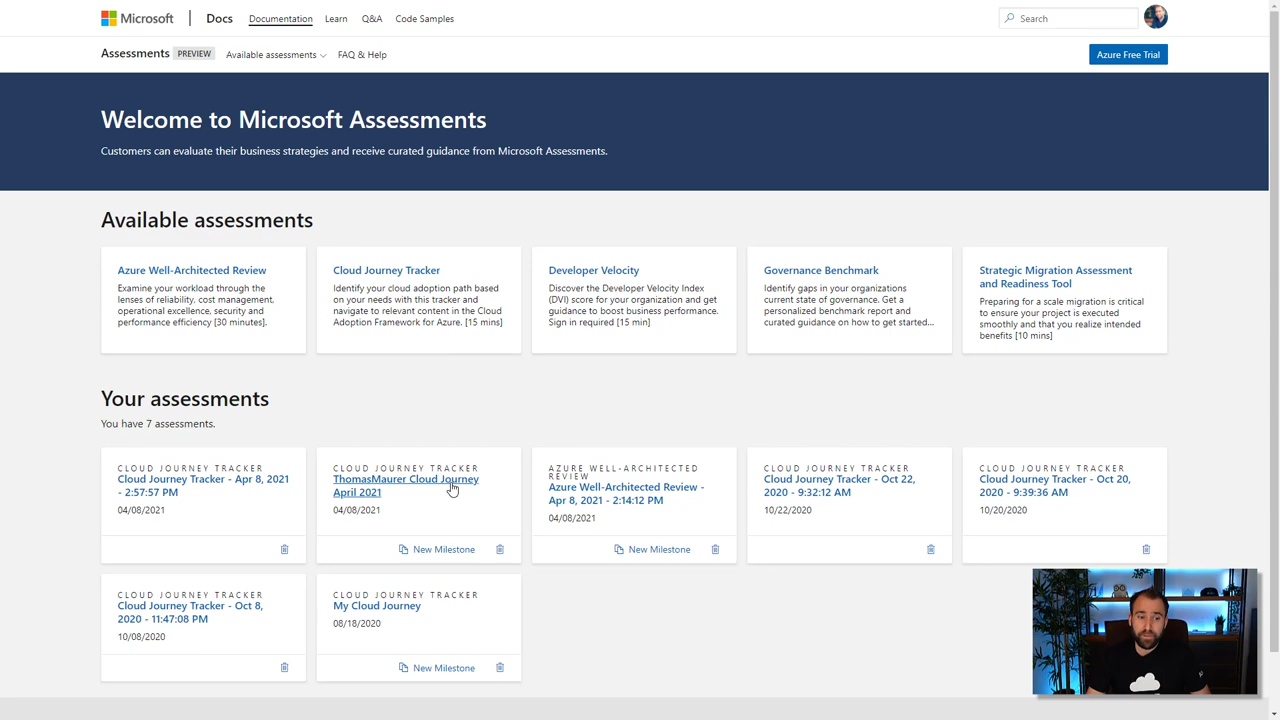 Microsoft
Docs
Documentation
Learn
Q&A
Code Samples
Search
Assessments
PREVIEW
Available assessments
FAQ & Help
Azure Free Trial
Welcome to Microsoft Assessments
Customers can evaluate their business strategies and receive curated guidance from Microsoft Assessments.
Available assessments
Azure Well-Architected Review
Examine your workload through the
lenses of reliability, cost management,
operational excellence, security and
performance efficiency [30 minutes].
Cloud Journey Tracker
Identify your cloud adoption path based
on your needs with this tracker and
navigate to relevant content in the Cloud
Adoption Framework for Azure. [15 mins]
Developer Velocity
Discover the Developer Velocity Index
(DVI) score for your organization and get
guidance to boost business performance.
Sign in required [15 min]
Governance Benchmark
Identify gaps in your organizations
current state of governance. Get a
personalized benchmark report and
curated guidance on how to get started...
Strategic Migration Assessment
and Readiness Tool
Preparing for a scale migration is critical
to ensure your project is executed
smoothly and that you realize intended
benefits [10 mins]
Your assessments
You have 7 assessments.
CLOUD JOURNEY TRACKER
Cloud Journey Tracker - Apr 8, 2021
- 2:57:57 PM
04/08/2021
CLOUD JOURNEY TRACKER
ThomasMaurer Cloud Journey
April 2021
04/08/2021
New Milestone
AZURE WELL-ARCHITECTED
REVIEW
Azure Well-Architected Review -
Apr 8, 2021 - 2:14:12 PM
04/08/2021
New Milestone
CLOUD JOURNEY TRACKER
Cloud Journey Tracker - Oct 22,
2020 - 9:32:12 AM
10/22/2020
CLOUD JOURNEY TRACKER
Cloud Journey Tracker - Oct 20,
2020 - 9:39:36 AM
10/20/2020
CLOUD JOURNEY TRACKER
Cloud Journey Tracker - Oct 8,
2020 - 11:47:08 PM
10/08/2020
CLOUD JOURNEY TRACKER
My Cloud Journey
08/18/2020
New Milestone